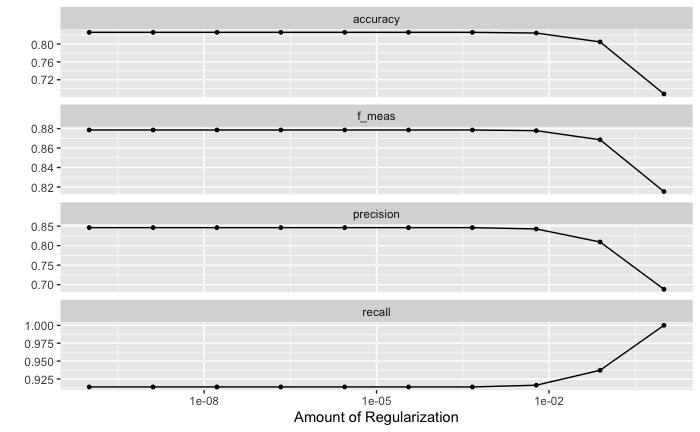 accuracy
0.80
0.76
0.72
f_meas
0.88
0.86
0.84
0.82
precision
0.85
0.80
0.75
0.70
recall
1.000
0.975
0.950
0.925
1e-08 1e-05 1e-02
Amount of Regularization